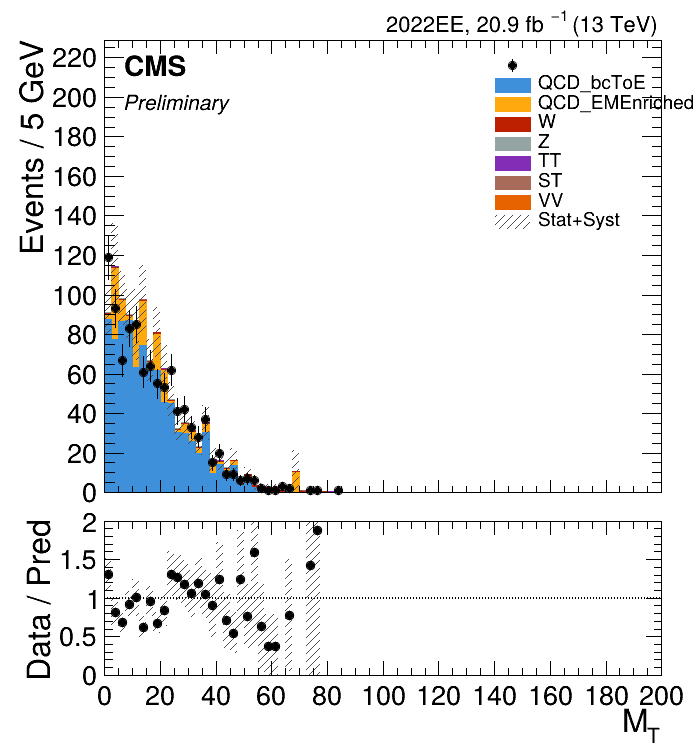 2022EE, 20.9 fb⁻¹ (13 TeV)
CMS
Preliminary
QCD_bcToE
QCD_EMEnriched
W
Z
TT
ST
VV
Stat+Syst
Events / 5 GeV
220
200
180
160
140
120
100
80
60
40
20
0
Data / Pred
2
1.5
1
0.5
0
0 20 40 60 80 100 120 140 160 180 200
M_T